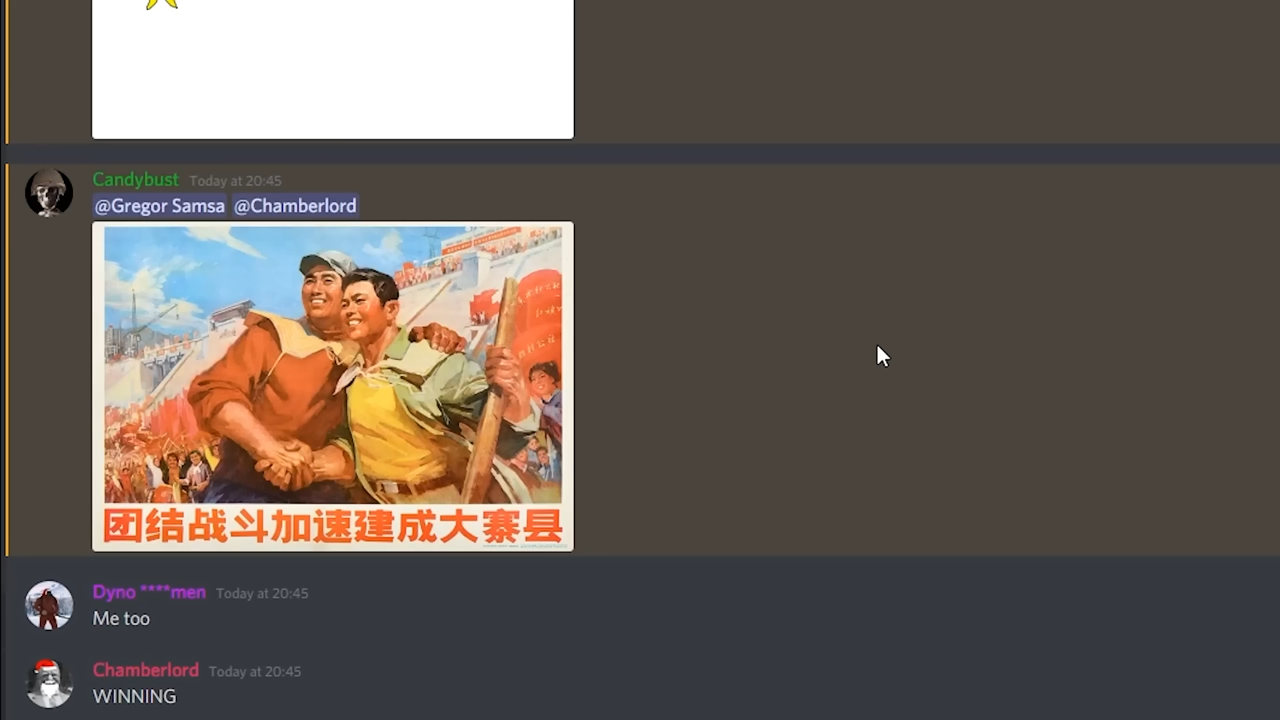 Candybust Today at 20:45
@Gregor Samsa @Chamberlord
团结战斗加速建成大寨县
Dyno ****men Today at 20:45
Me too
Chamberlord Today at 20:45
WINNING